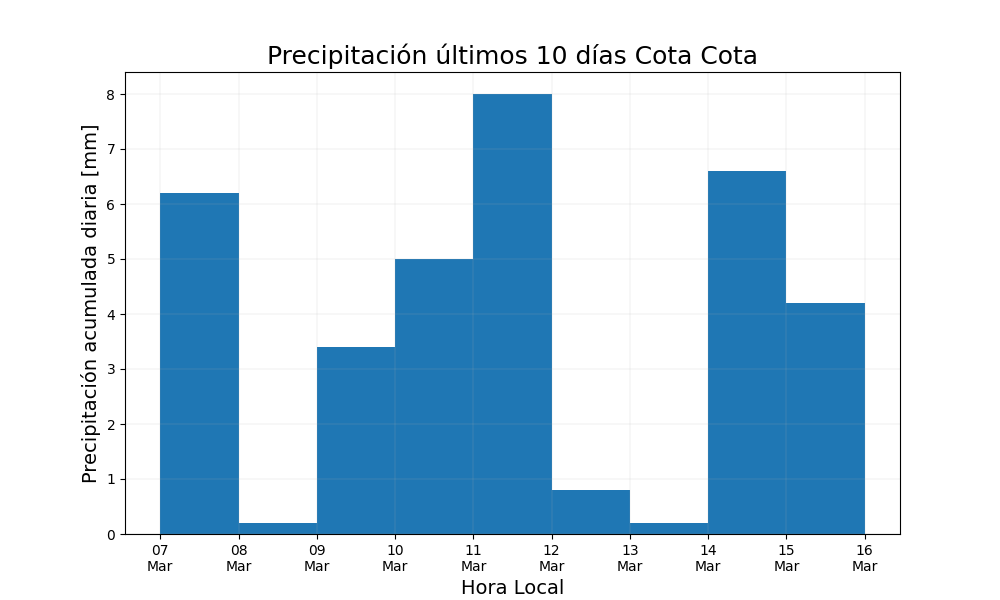 Precipitación últimos 10 días Cota Cota
Precipitación acumulada diaria [mm]
8
7
6
5
4
3
2
1
0
07 08 09 10 11 12 13 14 15 16
Mar Mar Mar Mar Mar Mar Mar Mar Mar Mar
Hora Local